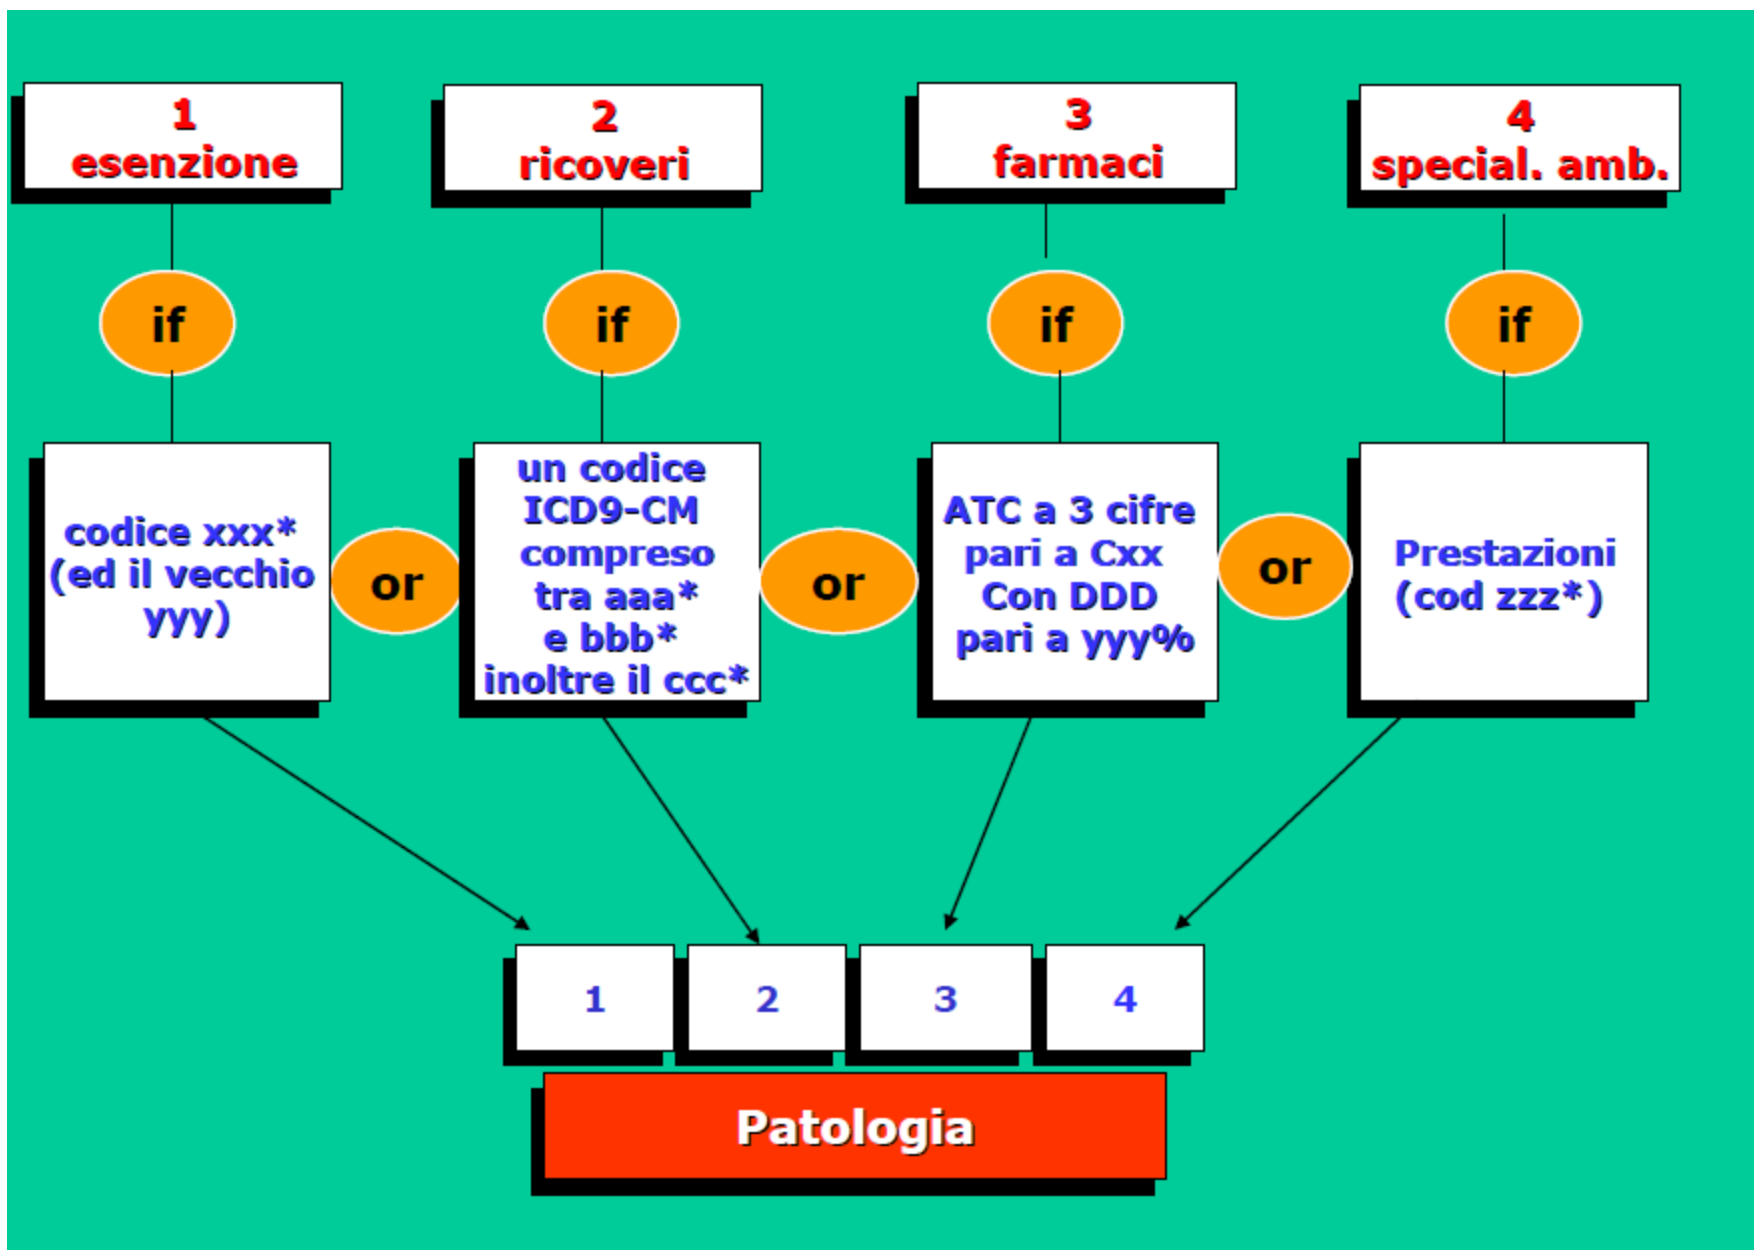 1
esenzione
2
ricoveri
3
farmaci
4
special. amb.
if
if
if
if
codice xxx*
(ed il vecchio
yyy)
or
un codice
ICD9-CM
compreso
tra aaa*
e bbb*
inoltre il ccc*
or
ATC a 3 cifre
pari a Cxx
Con DDD
pari a yyy%
or
Prestazioni
(cod zzz*)
1
2
3
4
Patologia